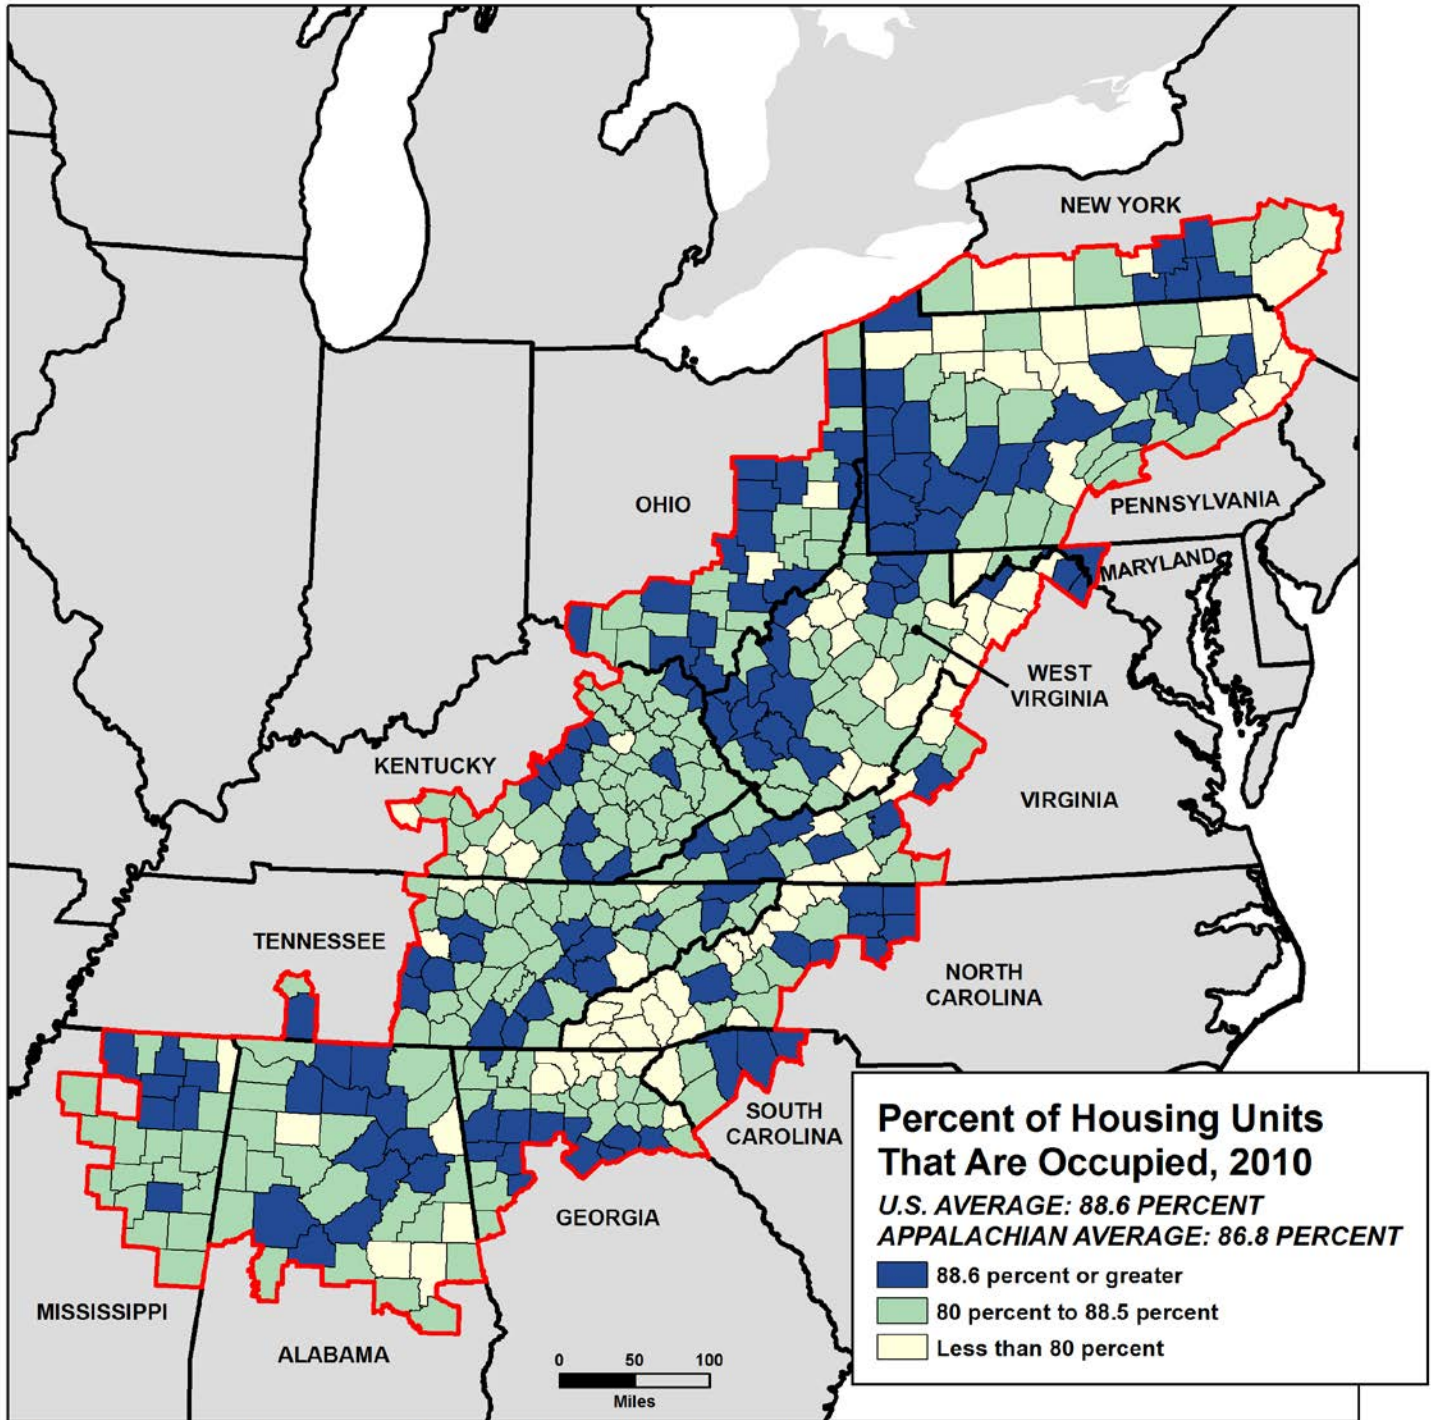 NEW YORK
OHIO
PENNSYLVANIA
MARYLAND
WEST
VIRGINIA
KENTUCKY
VIRGINIA
TENNESSEE
NORTH
CAROLINA
SOUTH
CAROLINA
GEORGIA
MISSISSIPPI
ALABAMA
0 50 100
Miles
Percent of Housing Units
That Are Occupied, 2010
U.S. AVERAGE: 88.6 PERCENT
APPALACHIAN AVERAGE: 86.8 PERCENT
88.6 percent or greater
80 percent to 88.5 percent
Less than 80 percent